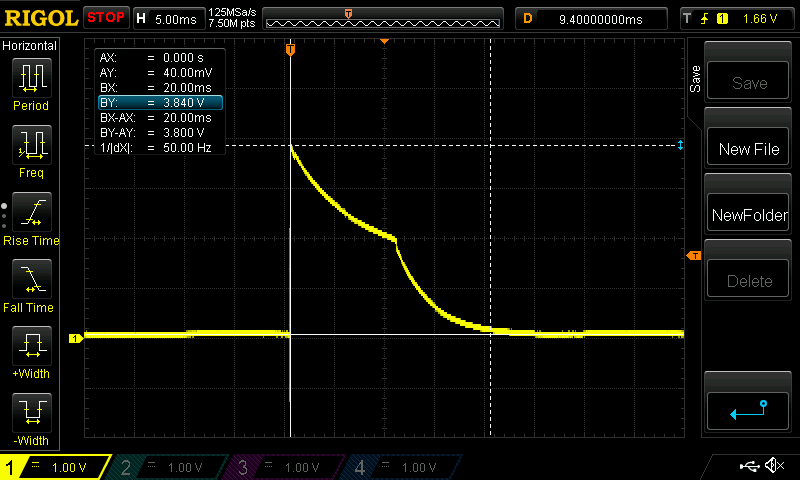 RIGOL STOP H 5.00ms 125MSa/s 7.50M pts T D 9.40000000ms T 1 1.66 V
Horizontal
Period
Freq
Rise Time
Fall Time
+Width
-Width
T
AX: = 0.000 s
AY: = 40.00mV
BX: = 20.00ms
BY: = 3.840 V
BX-AX: = 20.00ms
BY-AY: = 3.800 V
1/|dX|: = 50.00 Hz
T
1
Save
Save
New File
NewFolder
Delete
1 = 1.00 V 2 = 1.00 V 3 = 1.00 V 4 = 1.00 V